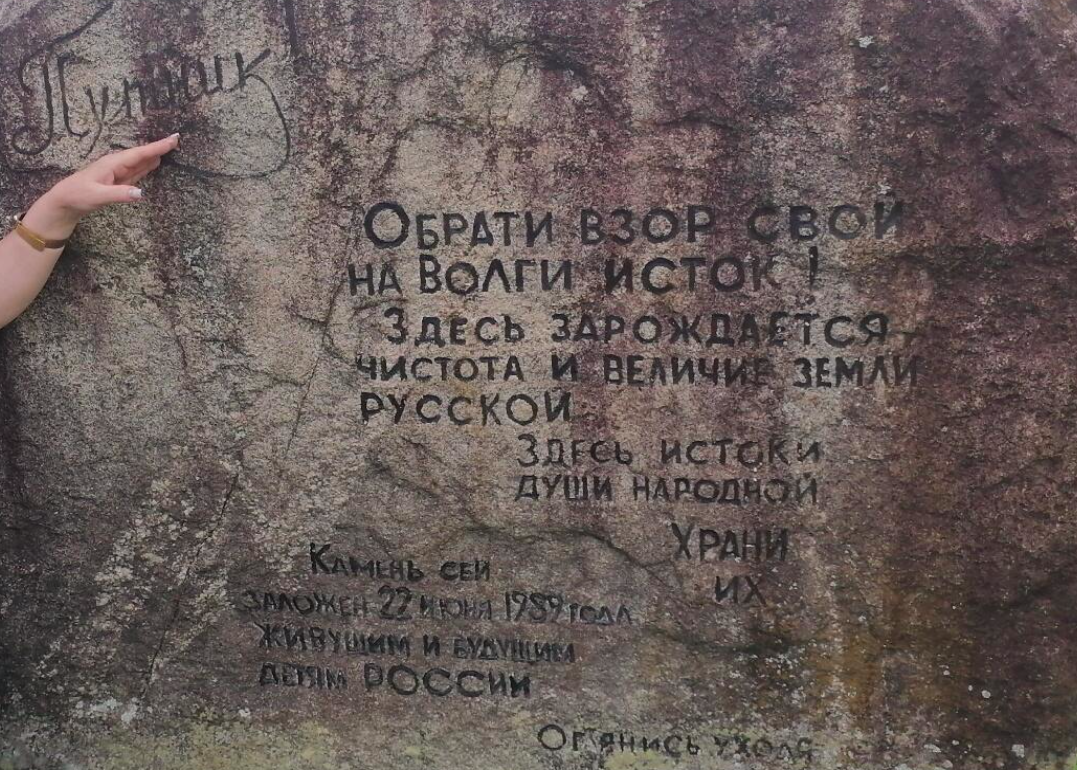 Путник
Обрати взор свой
на Волги исток!
Здесь зарождается
чистота и величие земли
русской.
Здесь истоки
души народной
Храни
их
Камень сей
заложен 22 июня 1989 года
живущим и будущим
детям России
Оглянись уходя